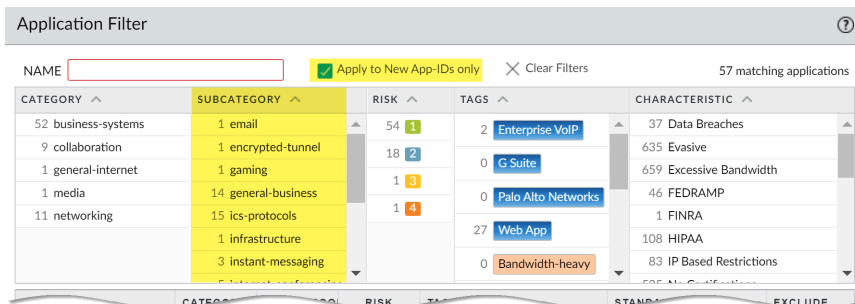 Application Filter
NAME
Apply to New App-IDs only
Clear Filters
57 matching applications
CATEGORY SUBCATEGORY RISK TAGS CHARACTERISTIC
52 business-systems
9 collaboration
1 general-internet
1 media
11 networking
1 email
1 encrypted-tunnel
1 gaming
14 general-business
15 ics-protocols
1 infrastructure
3 instant-messaging
54 1
18 2
1 3
1 4
2 Enterprise VoIP
0 G Suite
0 Palo Alto Networks
27 Web App
0 Bandwidth-heavy
37 Data Breaches
635 Evasive
659 Excessive Bandwidth
46 FEDRAMP
1 FINRA
108 HIPAA
83 IP Based Restrictions
RISK
EXCLUDE